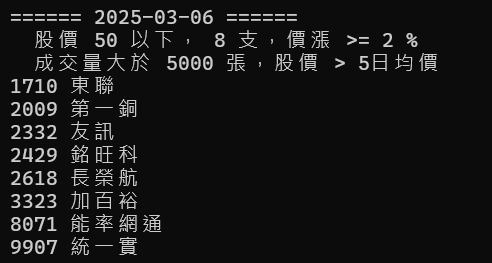 ====== 2025-03-06 ======
股價 50 以下， 8 支，價漲 >= 2 %
成交量大於 5000 張，股價 > 5日均價
1710 東聯
2009 第一銅
2332 友訊
2429 銘旺科
2618 長榮航
3323 加百裕
8071 能率網通
9907 統一實